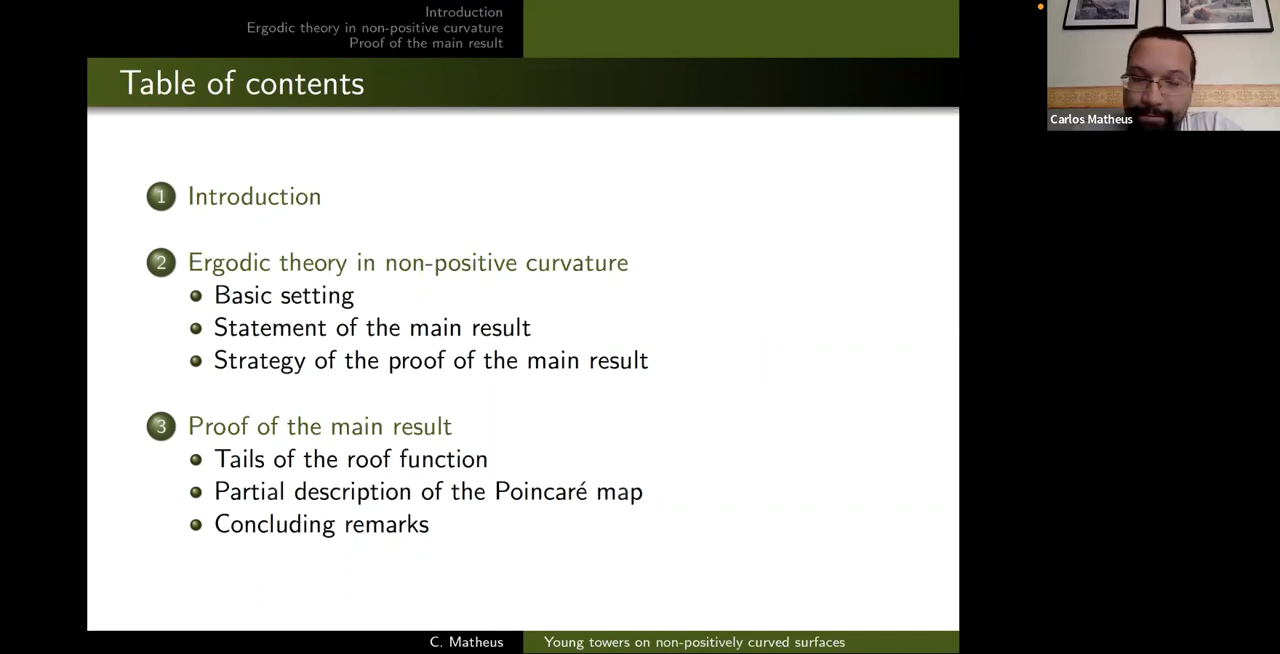 Introduction
Ergodic theory in non-positive curvature
Proof of the main result
Table of contents
1 Introduction
2 Ergodic theory in non-positive curvature
Basic setting
Statement of the main result
Strategy of the proof of the main result
3 Proof of the main result
Tails of the roof function
Partial description of the Poincaré map
Concluding remarks
C. Matheus
Young towers on non-positively curved surfaces
Carlos Matheus